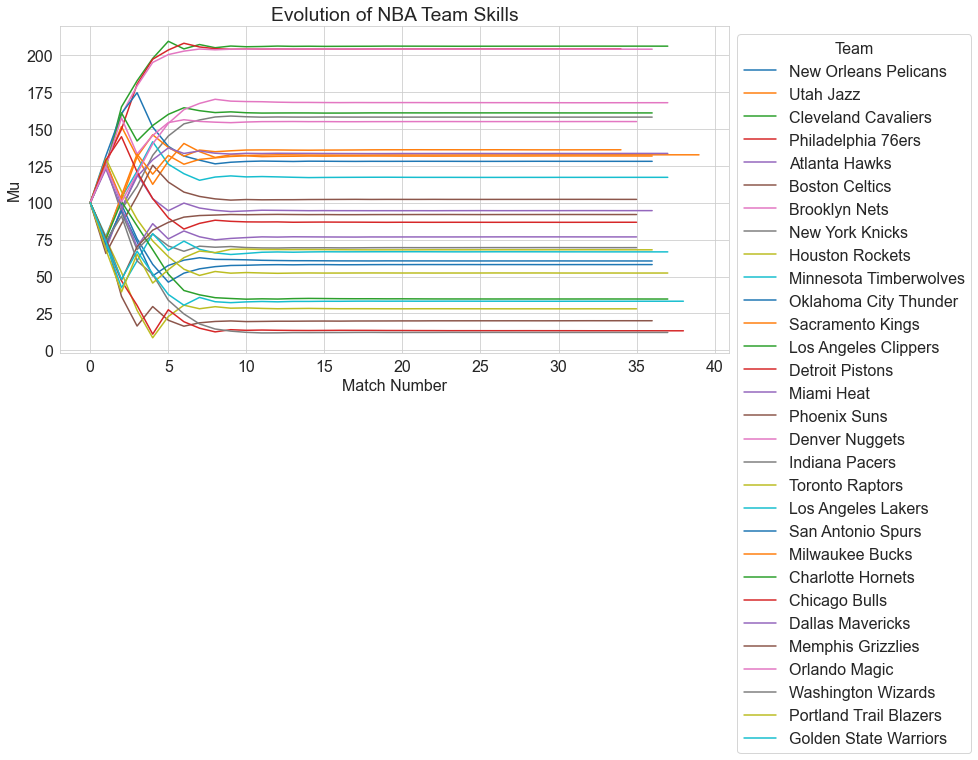 Evolution of NBA Team Skills
200
175
150
125
100
75
50
25
0
Mu
0 5 10 15 20 25 30 35 40
Match Number
Team
New Orleans Pelicans
Utah Jazz
Cleveland Cavaliers
Philadelphia 76ers
Atlanta Hawks
Boston Celtics
Brooklyn Nets
New York Knicks
Houston Rockets
Minnesota Timberwolves
Oklahoma City Thunder
Sacramento Kings
Los Angeles Clippers
Detroit Pistons
Miami Heat
Phoenix Suns
Denver Nuggets
Indiana Pacers
Toronto Raptors
Los Angeles Lakers
San Antonio Spurs
Milwaukee Bucks
Charlotte Hornets
Chicago Bulls
Dallas Mavericks
Memphis Grizzlies
Orlando Magic
Washington Wizards
Portland Trail Blazers
Golden State Warriors